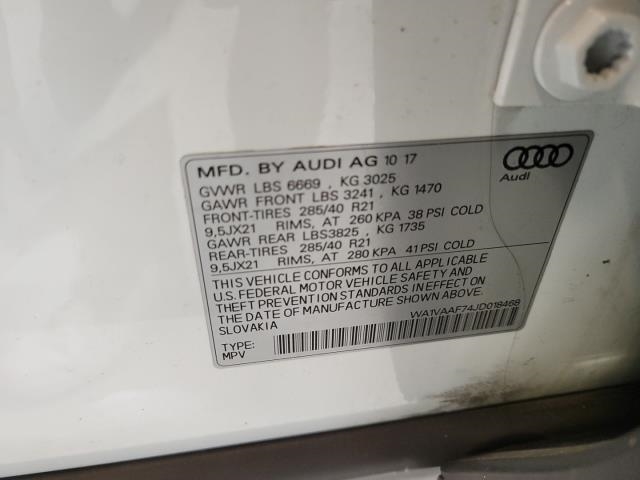 MFD. BY AUDI AG 10 17
GVWR LBS 6669 , KG 3025
GAWR FRONT LBS 3241 , KG 1470
FRONT-TIRES 285/40 R21
9,5JX21 RIMS, AT 260 KPA 38 PSI COLD
GAWR REAR LBS3825 , KG 1735
REAR-TIRES 285/40 R21
9,5JX21 RIMS, AT 280 KPA 41 PSI COLD
THIS VEHICLE CONFORMS TO ALL APPLICABLE
U.S. FEDERAL MOTOR VEHICLE SAFETY AND
THEFT PREVENTION STANDARDS IN EFFECT ON
THE DATE OF MANUFACTURE SHOWN ABOVE.
SLOVAKIA
WA1VAAF74JD018468
TYPE:
MPV
Audi